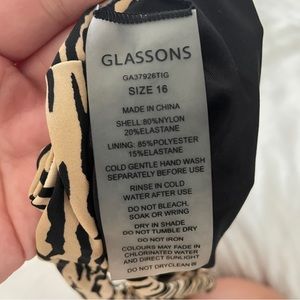 GLASSONS
GA37926TIG
SIZE 16
MADE IN CHINA
SHELL:80%NYLON
20%ELASTANE
LINING: 85%POLYESTER
15%ELASTANE
COLD GENTLE HAND WASH
SEPARATELY BEFORE USE
RINSE IN COLD
WATER AFTER USE
DO NOT BLEACH,
SOAK OR WRING
DRY IN SHADE
DO NOT TUMBLE DRY
DO NOT IRON
COLOURS MAY FADE IN
CHLORINATED WATER
AND DIRECT SUNLIGHT
DO NOT DRYCLEAN